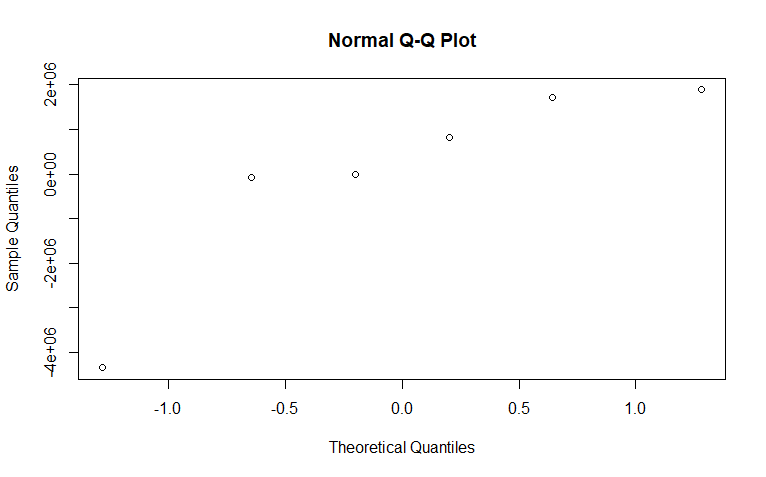 Normal Q-Q Plot
Sample Quantiles
2e+06
0e+00
-2e+06
-4e+06
-1.0 -0.5 0.0 0.5 1.0
Theoretical Quantiles